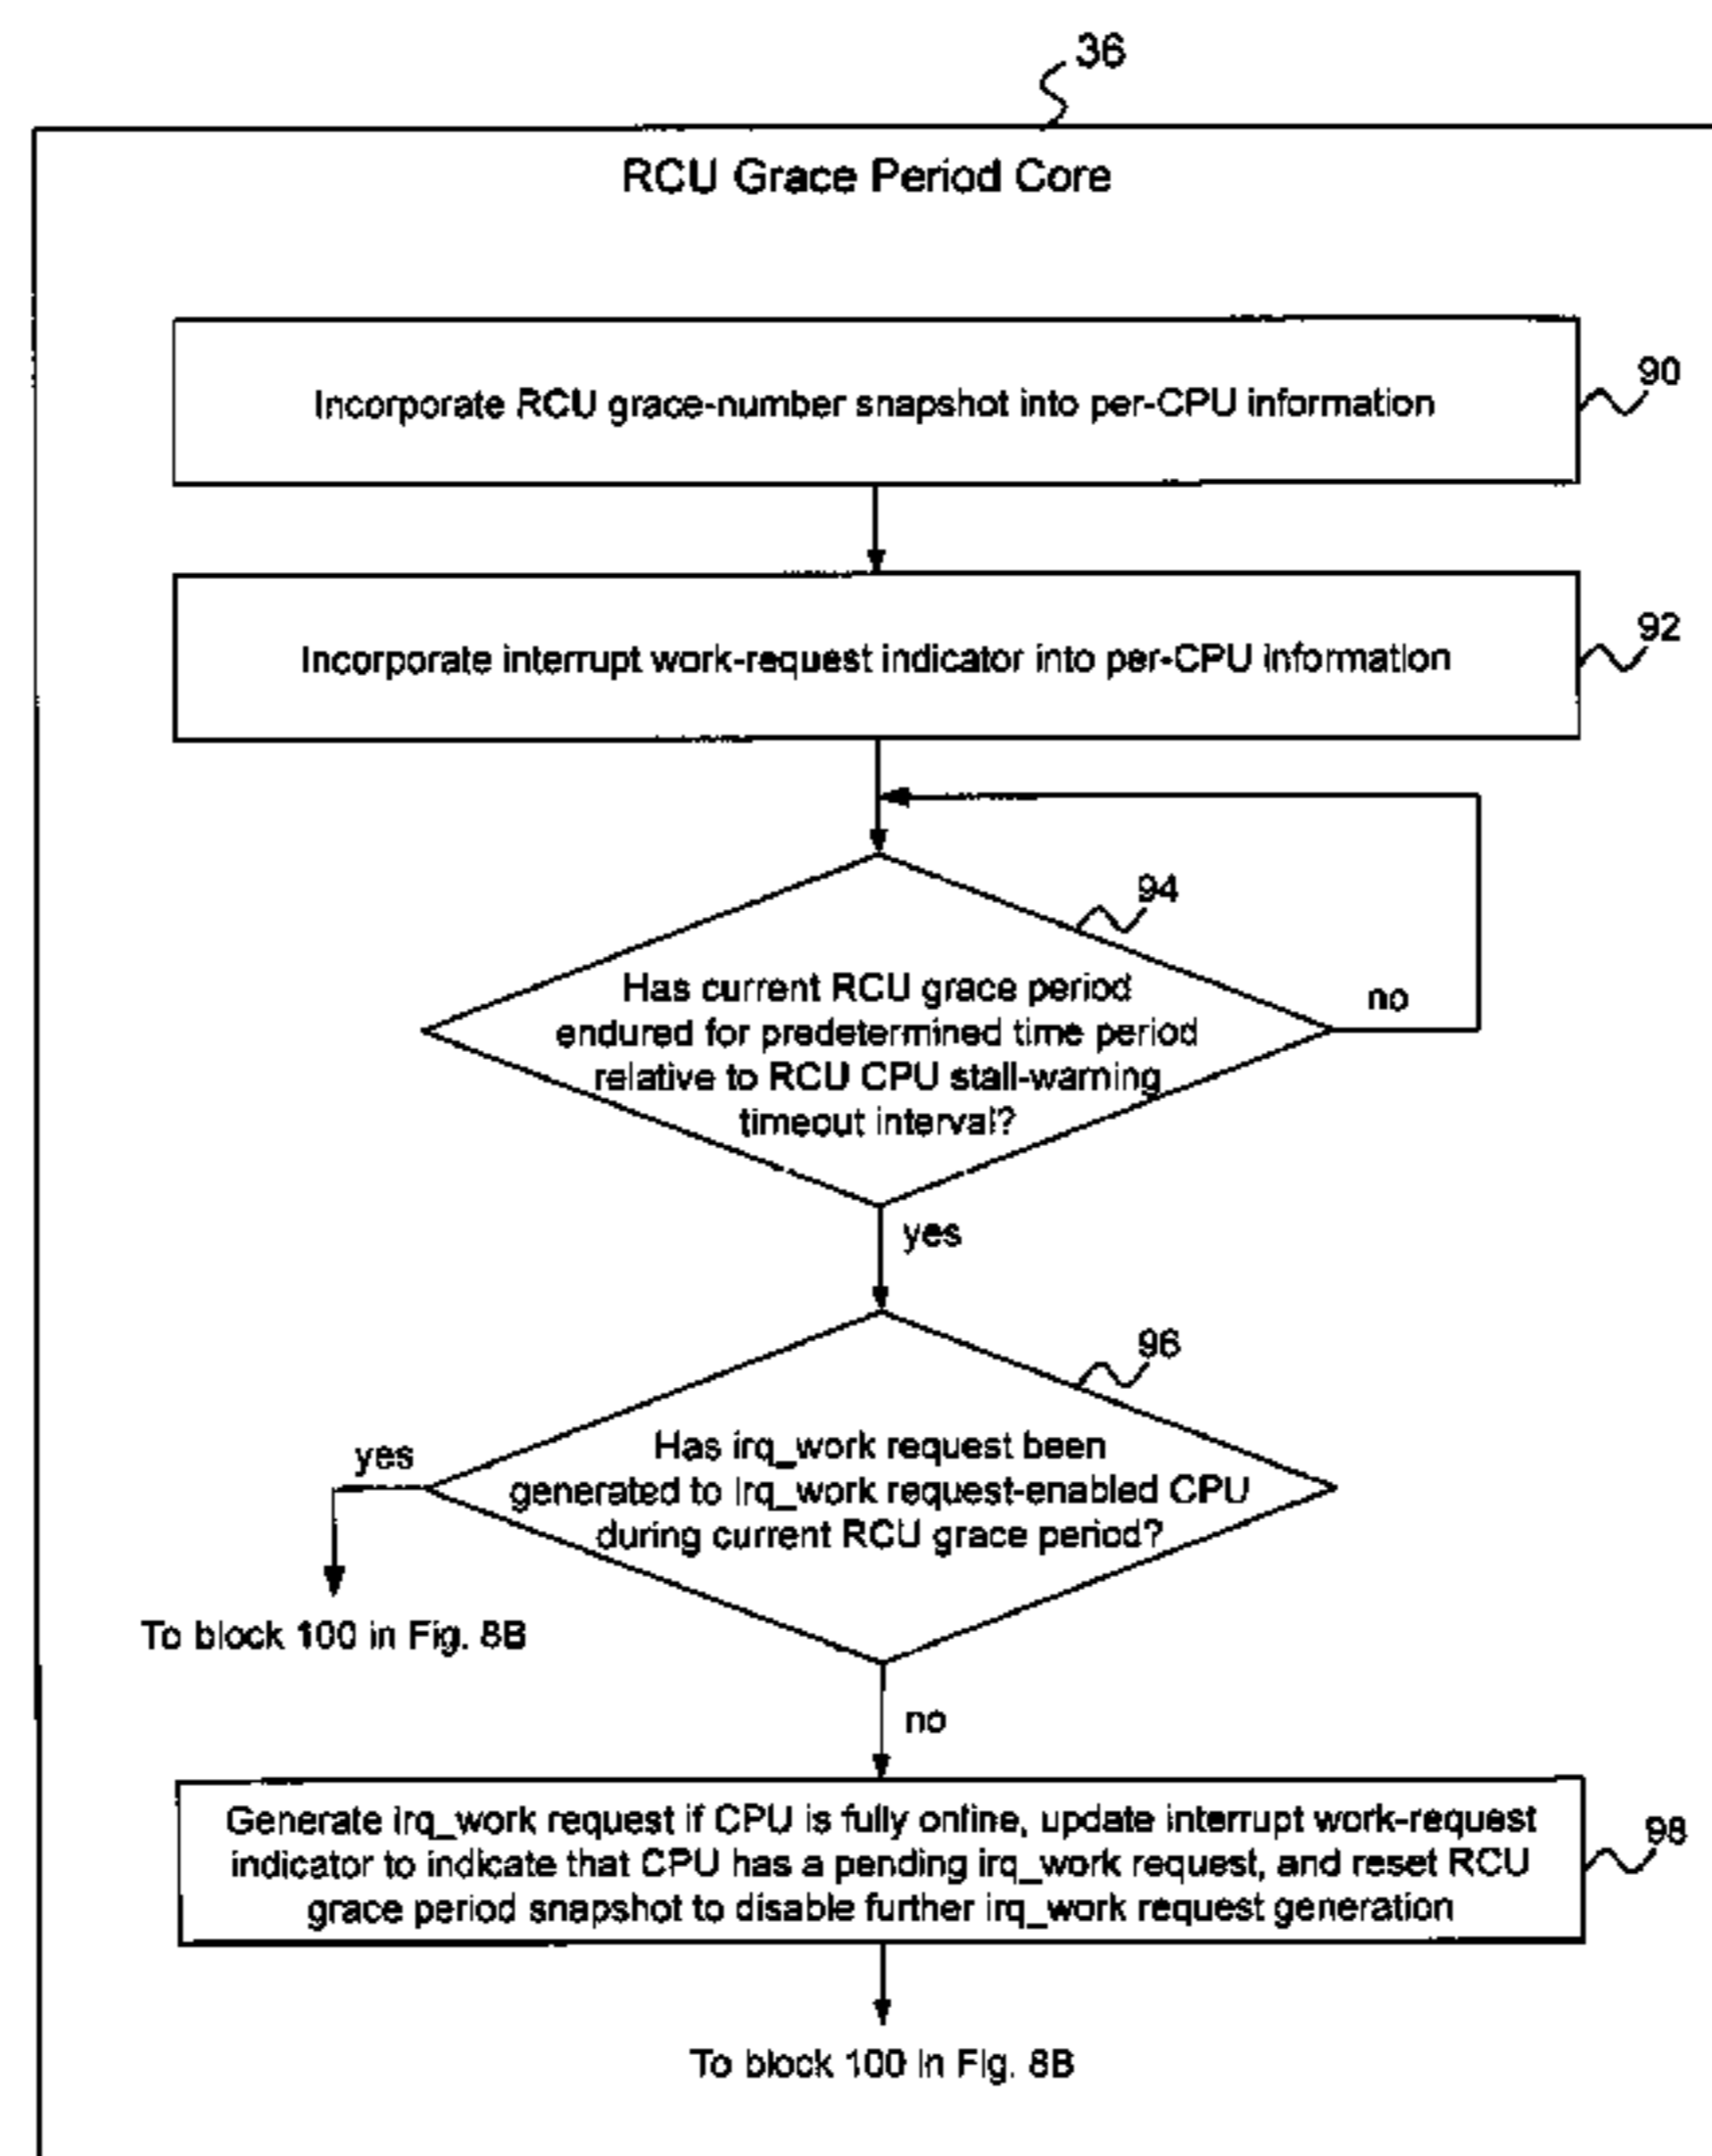 36
RCU Grace Period Core
Incorporate RCU grace-number snapshot into per-CPU information
90
Incorporate interrupt work-request indicator into per-CPU information
92
94
Has current RCU grace period
endured for predetermined time period
relative to RCU CPU stall-warning
timeout interval?
no
yes
96
Has irq_work request been
generated to irq_work request-enabled CPU
during current RCU grace period?
yes
To block 100 in Fig. 8B
no
Generate irq_work request if CPU is fully online, update interrupt work-request
indicator to indicate that CPU has a pending irq_work request, and reset RCU
grace period snapshot to disable further irq_work request generation
98
To block 100 in Fig. 8B